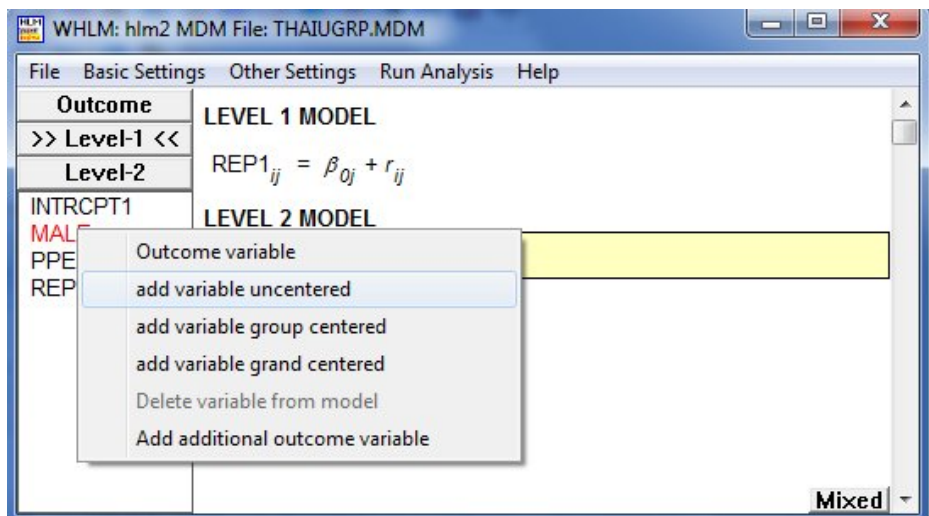 WHLM: hlm2 MDM File: THAIUGRP.MDM
File Basic Settings Other Settings Run Analysis Help
Outcome
>> Level-1 <<
Level-2
INTRCPT1
MALE
PPE
REP
LEVEL 1 MODEL
REP1ij = β0j + rij
LEVEL 2 MODEL
Outcome variable
add variable uncentered
add variable group centered
add variable grand centered
Delete variable from model
Add additional outcome variable
Mixed